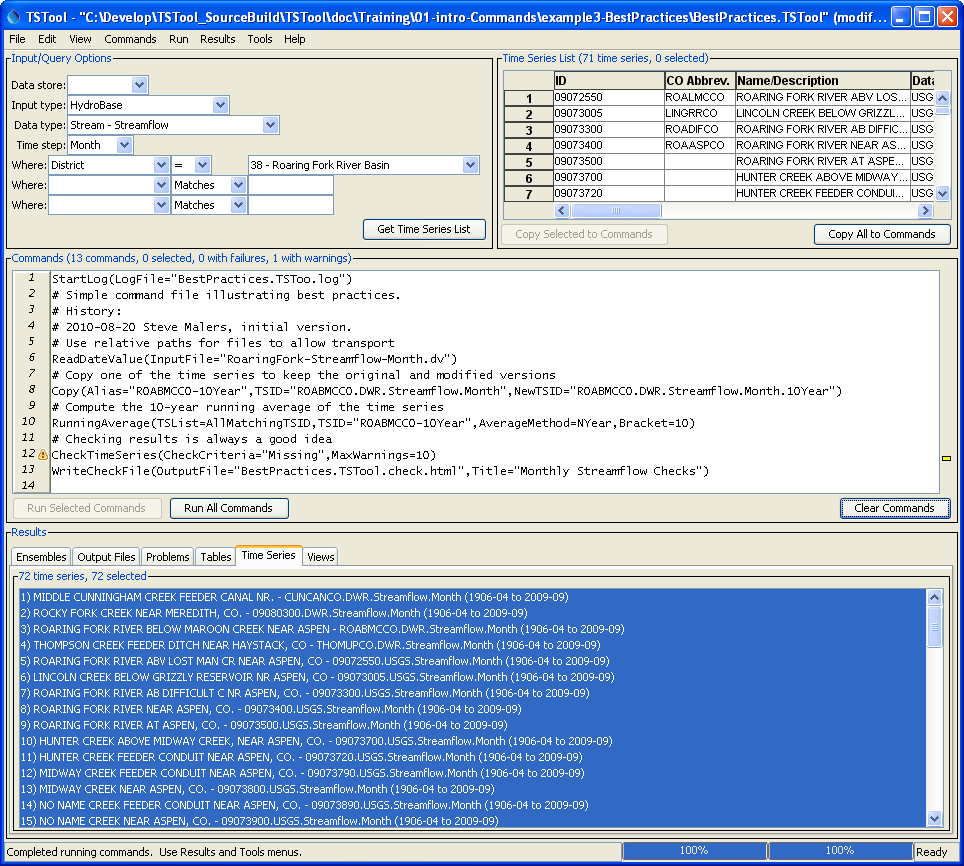 TSTool - "C:\Develop\TSTool_SourceBuild\TSTool\doc\Training\01-intro-Commands\example3-BestPractices\BestPractices.TSTool" (modif...
File Edit View Commands Run Results Tools Help
Input/Query Options
Data store:
Input type: HydroBase
Data type: Stream - Streamflow
Time step: Month
Where: District = 38 - Roaring Fork River Basin
Where: Matches
Where: Matches
Get Time Series List
Time Series List (71 time series, 0 selected)
ID CO Abbrev. Name/Description Data
1 09072550 ROALMCCO ROARING FORK RIVER ABV LOS... USG
2 09073005 LINGRRCO LINCOLN CREEK BELOW GRIZZL... USG
3 09073300 ROADIFCO ROARING FORK RIVER AB DIFFIC... USG
4 09073400 ROAASPCO ROARING FORK RIVER NEAR AS... USG
5 09073500 ROARING FORK RIVER AT ASPE... USG
6 09073700 HUNTER CREEK ABOVE MIDWAY... USG
7 09073720 HUNTER CREEK FEEDER CONDUI... USG
Copy Selected to Commands
Copy All to Commands
Commands (13 commands, 0 selected, 0 with failures, 1 with warnings)
1 StartLog(LogFile="BestPractices.TSToo.log")
2 # Simple command file illustrating best practices.
3 # History:
4 # 2010-08-20 Steve Malers, initial version.
5 # Use relative paths for files to allow transport
6 ReadDateValue(InputFile="RoaringFork-Streamflow-Month.dv")
7 # Copy one of the time series to keep the original and modified versions
8 Copy(Alias="ROABMCCO-10Year",TSID="ROABMCCO.DWR.Streamflow.Month",NewTSID="ROABMCCO.DWR.Streamflow.Month.10Year")
9 # Compute the 10-year running average of the time series
10 RunningAverage(TSList=AllMatchingTSID,TSID="ROABMCCO-10Year",AverageMethod=NYear,Bracket=10)
11 # Checking results is always a good idea
12 CheckTimeSeries(CheckCriteria="Missing",MaxWarnings=10)
13 WriteCheckFile(OutputFile="BestPractices.TSTool.check.html",Title="Monthly Streamflow Checks")
14
Run Selected Commands
Run All Commands
Clear Commands
Results
Ensembles Output Files Problems Tables Time Series Views
72 time series, 72 selected
1) MIDDLE CUNNINGHAM CREEK FEEDER CANAL NR. - CUNCANCO.DWR.Streamflow.Month (1906-04 to 2009-09)
2) ROCKY FORK CREEK NEAR MEREDITH, CO. - 09080300.DWR.Streamflow.Month (1906-04 to 2009-09)
3) ROARING FORK RIVER BELOW MAROON CREEK NEAR ASPEN - ROABMCCO.DWR.Streamflow.Month (1906-04 to 2009-09)
4) THOMPSON CREEK FEEDER DITCH NEAR HAYSTACK, CO - THOMUPCO.DWR.Streamflow.Month (1906-04 to 2009-09)
5) ROARING FORK RIVER ABV LOST MAN CR NEAR ASPEN, CO - 09072550.USGS.Streamflow.Month (1906-04 to 2009-09)
6) LINCOLN CREEK BELOW GRIZZLY RESERVOIR NR ASPEN, CO - 09073005.USGS.Streamflow.Month (1906-04 to 2009-09)
7) ROARING FORK RIVER AB DIFFICULT C NR ASPEN, CO. - 09073300.USGS.Streamflow.Month (1906-04 to 2009-09)
8) ROARING FORK RIVER NEAR ASPEN, CO. - 09073400.USGS.Streamflow.Month (1906-04 to 2009-09)
9) ROARING FORK RIVER AT ASPEN, CO. - 09073500.USGS.Streamflow.Month (1906-04 to 2009-09)
10) HUNTER CREEK ABOVE MIDWAY CREEK, NEAR ASPEN, CO. - 09073700.USGS.Streamflow.Month (1906-04 to 2009-09)
11) HUNTER CREEK FEEDER CONDUIT NEAR ASPEN, CO. - 09073720.USGS.Streamflow.Month (1906-04 to 2009-09)
12) MIDWAY CREEK FEEDER CONDUIT NEAR ASPEN, CO. - 09073790.USGS.Streamflow.Month (1906-04 to 2009-09)
13) MIDWAY CREEK NEAR ASPEN, CO. - 09073800.USGS.Streamflow.Month (1906-04 to 2009-09)
14) NO NAME CREEK FEEDER CONDUIT NEAR ASPEN, CO. - 09073890.USGS.Streamflow.Month (1906-04 to 2009-09)
15) NO NAME CREEK NEAR ASPEN, CO. - 09073900.USGS.Streamflow.Month (1906-04 to 2009-09)
Completed running commands. Use Results and Tools menus. 100% 100% Ready